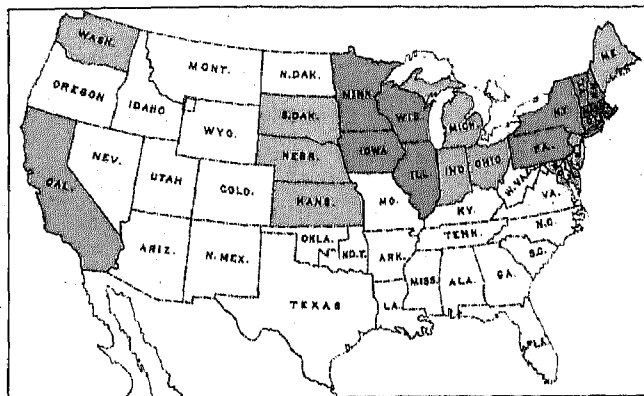 WASH.
MONT.
N.DAK.
MINN.
ME.
OREGON
IDAHO
S.DAK.
WIS.
MICH.
N.Y.
WYO.
IOWA
PA.
NEBR.
NEV.
UTAH
COLO.
ILL.
IND.
OHIO
CAL.
KANS.
MO.
W.VA.
VA.
KY.
ARIZ.
N.MEX.
OKLA.
IND.T.
ARK.
TENN.
N.C.
S.C.
TEXAS
LA.
MISS.
ALA.
GA.
FLA.